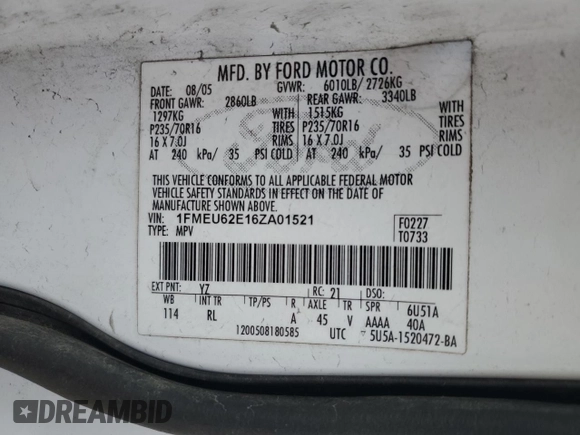 MFD. BY FORD MOTOR CO.
DATE: 08/05 GVWR: 6010LB/ 2726KG
FRONT GAWR: 2860LB REAR GAWR: 3340LB
1297KG WITH 1515KG WITH
P235/70R16 TIRES P235/70R16 TIRES
16 X 7.0J RIMS 16 X 7.0J RIMS
AT 240 kPa/ 35 PSI COLD AT 240 kPa/ 35 PSI COLD
THIS VEHICLE CONFORMS TO ALL APPLICABLE FEDERAL MOTOR
VEHICLE SAFETY STANDARDS IN EFFECT ON THE DATE OF
MANUFACTURE SHOWN ABOVE.
VIN: 1FMEU62E16ZA01521 F0227
TYPE: MPV T0733
EXT PNT: YZ RC: 21 DSO:
WB INT TR TP/PS R AXLE TR SPR 6U51A
114 RL A 45 V AAAA 40A
1200508180585 UTC 5U5A-1520472-BA
Ford
DREAMBID